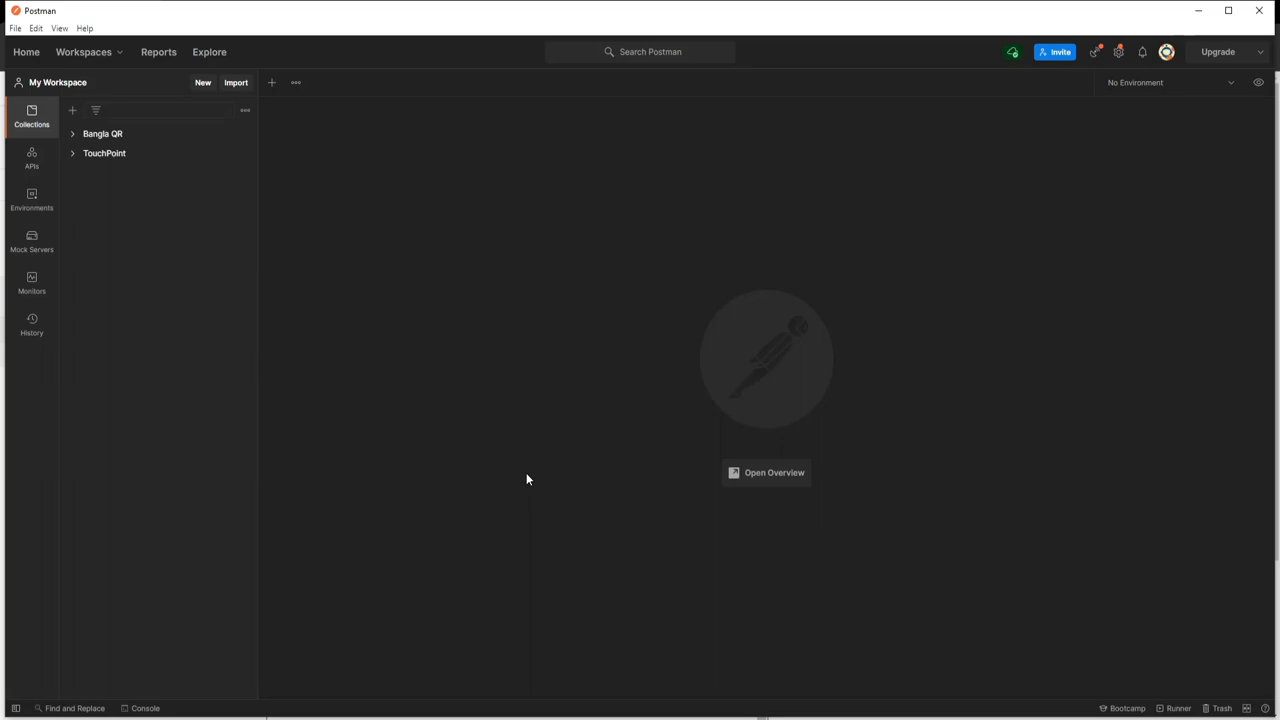 Postman
File Edit View Help
Home Workspaces Reports Explore Search Postman Invite Upgrade
My Workspace New Import No Environment
Collections
Bangla QR
TouchPoint
APIs
Environments
Mock Servers
Monitors
History
Open Overview
Find and Replace Console Bootcamp Runner Trash